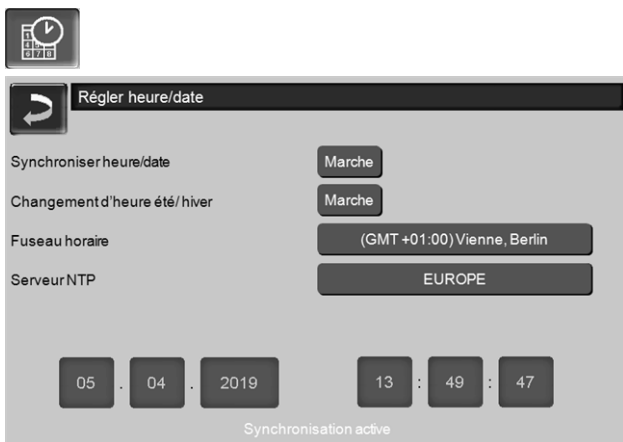 Régler heure/date
Synchroniser heure/date Marche
Changement d'heure été/ hiver Marche
Fuseau horaire (GMT +01:00) Vienne, Berlin
Serveur NTP EUROPE
05 . 04 . 2019 13 : 49 : 47
Synchronisation active